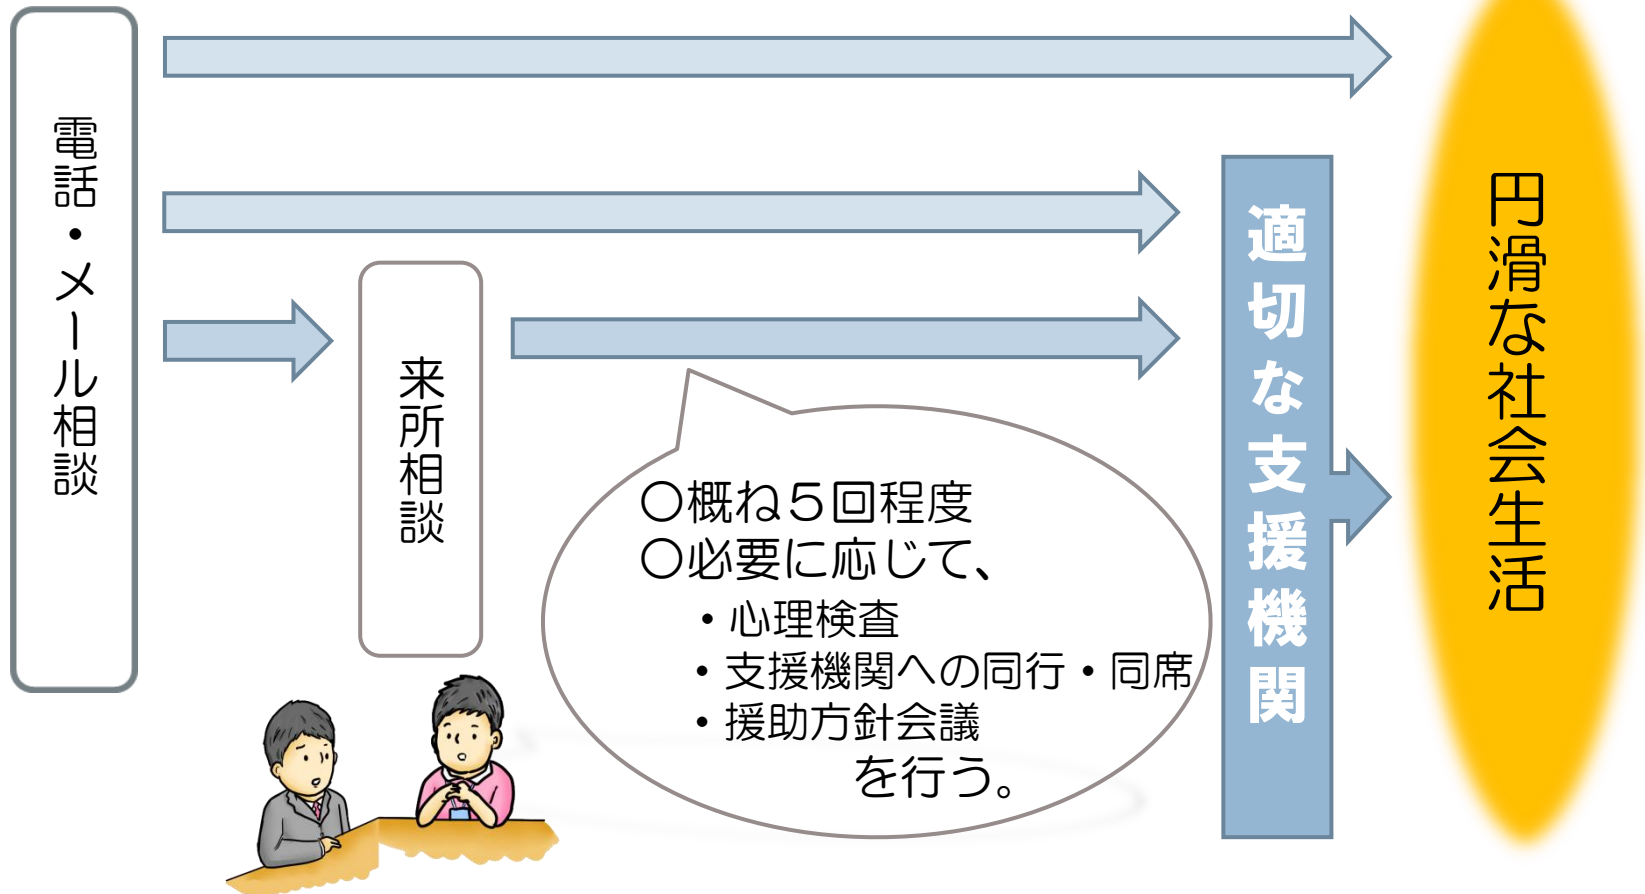 電話・メール相談
来所相談
〇概ね５回程度
〇必要に応じて、
・心理検査
・支援機関への同行・同席
・援助方針会議
を行う。
適切な支援機関
円滑な社会生活